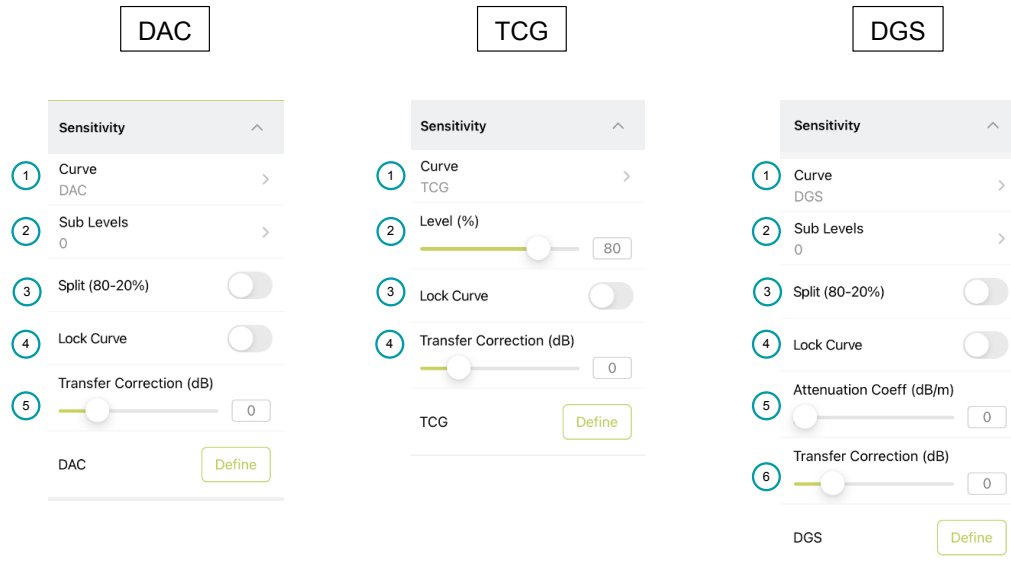 DAC
Sensitivity
1
Curve
DAC
2
Sub Levels
0
3
Split (80-20%)
4
Lock Curve
5
Transfer Correction (dB)
0
DAC
Define
TCG
Sensitivity
1
Curve
TCG
2
Level (%)
80
3
Lock Curve
4
Transfer Correction (dB)
0
TCG
Define
DGS
Sensitivity
1
Curve
DGS
2
Sub Levels
0
3
Split (80-20%)
4
Lock Curve
5
Attenuation Coeff (dB/m)
0
6
Transfer Correction (dB)
0
DGS
Define